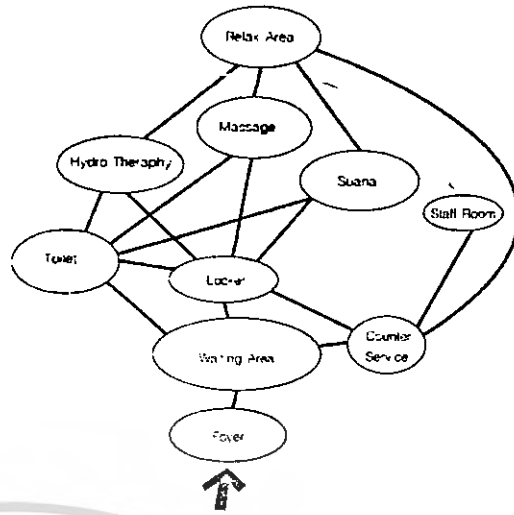 Relax Area
Massage
Hydro Theraphy
Suana
Staff Room
Toilet
Locker
Counter
Service
Waiting Area
Foyer